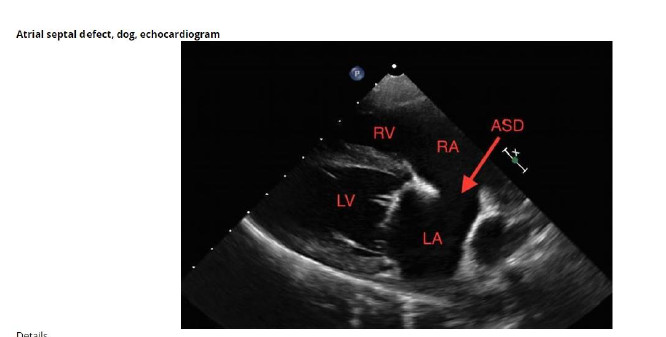 Atrial septal defect, dog, echocardiogram
P
RV
RA
ASD
LV
LA
Details